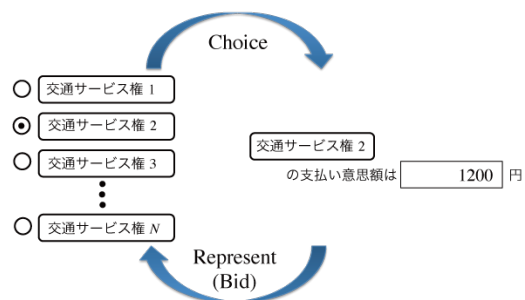 Choice
交通サービス権 1
交通サービス権 2
交通サービス権 3
交通サービス権 N
交通サービス権 2
の支払い意思額は 1200 円
Represent
(Bid)